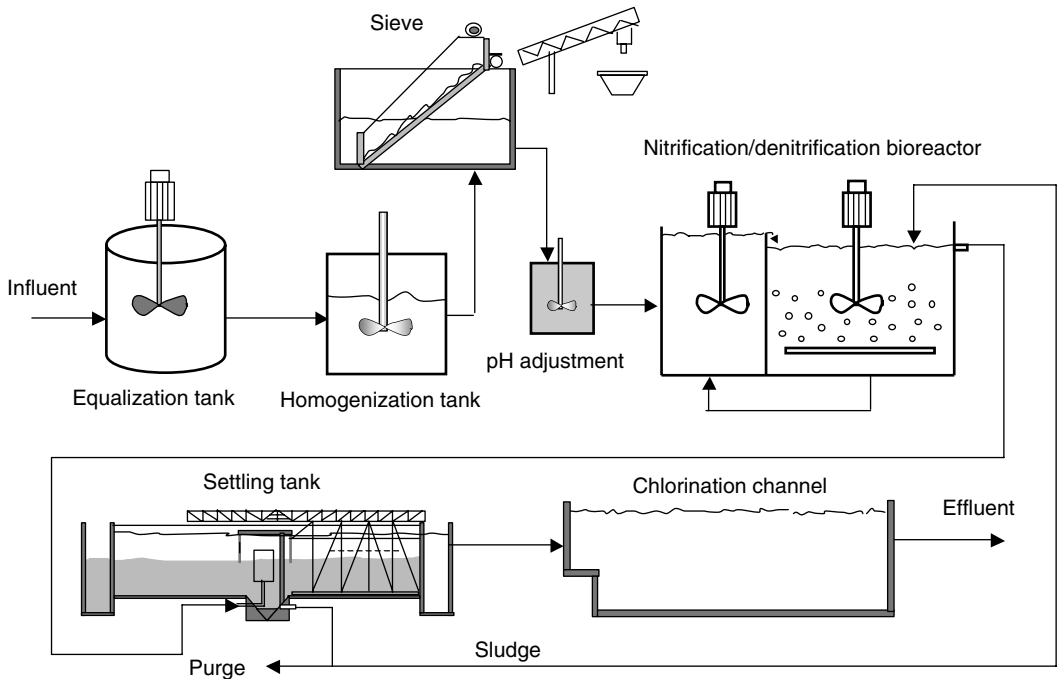 Sieve
Nitrification/denitrification bioreactor
Influent
pH adjustment
Equalization tank
Homogenization tank
Settling tank
Chlorination channel
Effluent
Sludge
Purge